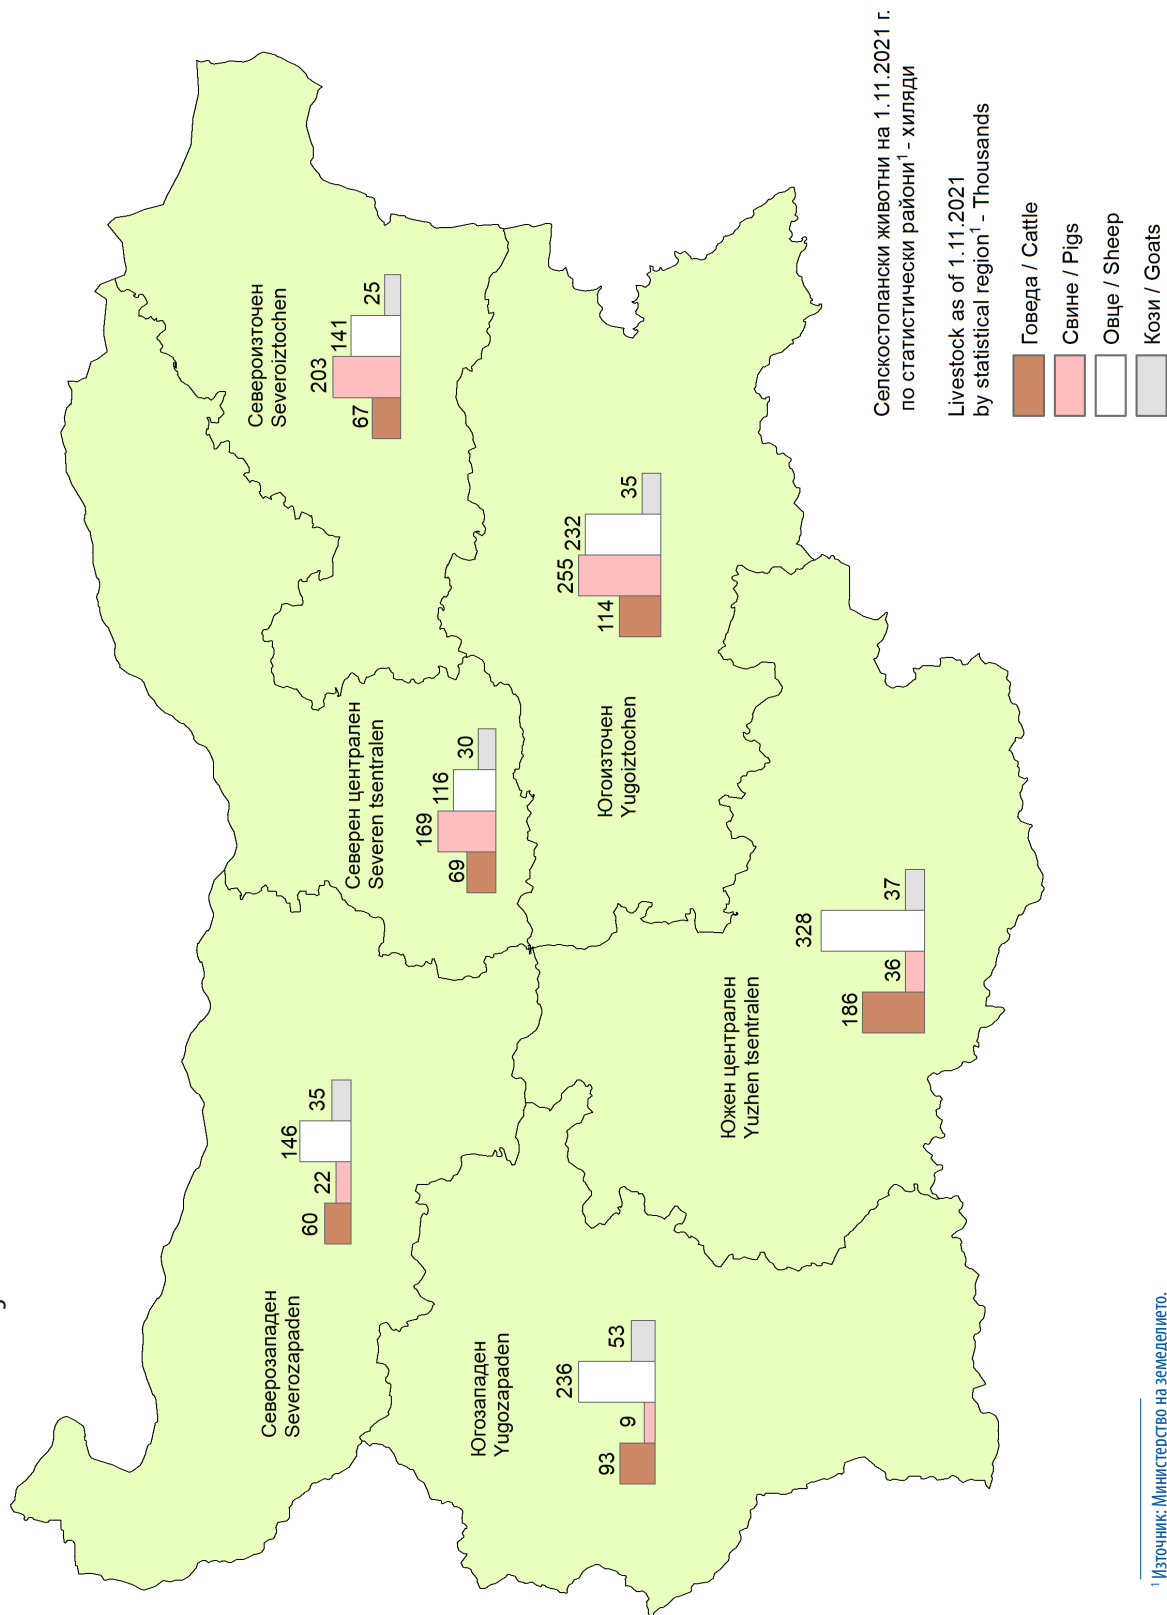 Северозападен
Severozapaden
60
22
146
35
Северен централен
Severen tsentralen
69
169
116
30
Североизточен
Severoiztochen
67
203
141
25
Югозападен
Yugozapaden
93
9
236
53
Южен централен
Yuzhen tsentralen
186
36
328
37
Югоизточен
Yugoiztochen
114
255
232
35
Селскостопански животни на 1.11.2021 г.
по статистически райони¹ - хиляди
Livestock as of 1.11.2021
by statistical region¹ - Thousands
Говеда / Cattle
Свине / Pigs
Овце / Sheep
Кози / Goats
¹ Източник: Министерство на земеделието.